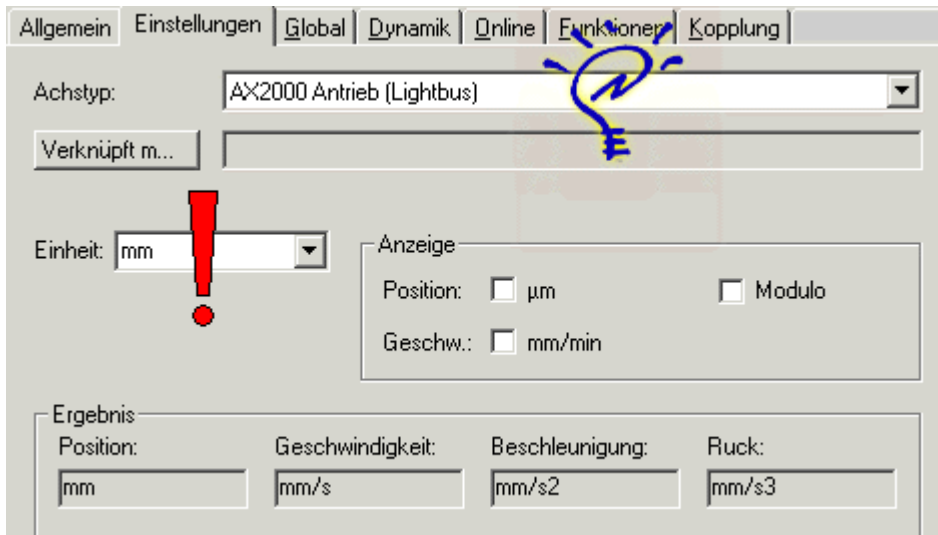 Allgemein Einstellungen Global Dynamik Online Funktionen Kopplung
Achstyp: AX2000 Antrieb (Lightbus)
Verknüpft m...
Einheit: mm
Anzeige
Position: µm Modulo
Geschw.: mm/min
Ergebnis
Position: Geschwindigkeit: Beschleunigung: Ruck:
mm mm/s mm/s2 mm/s3